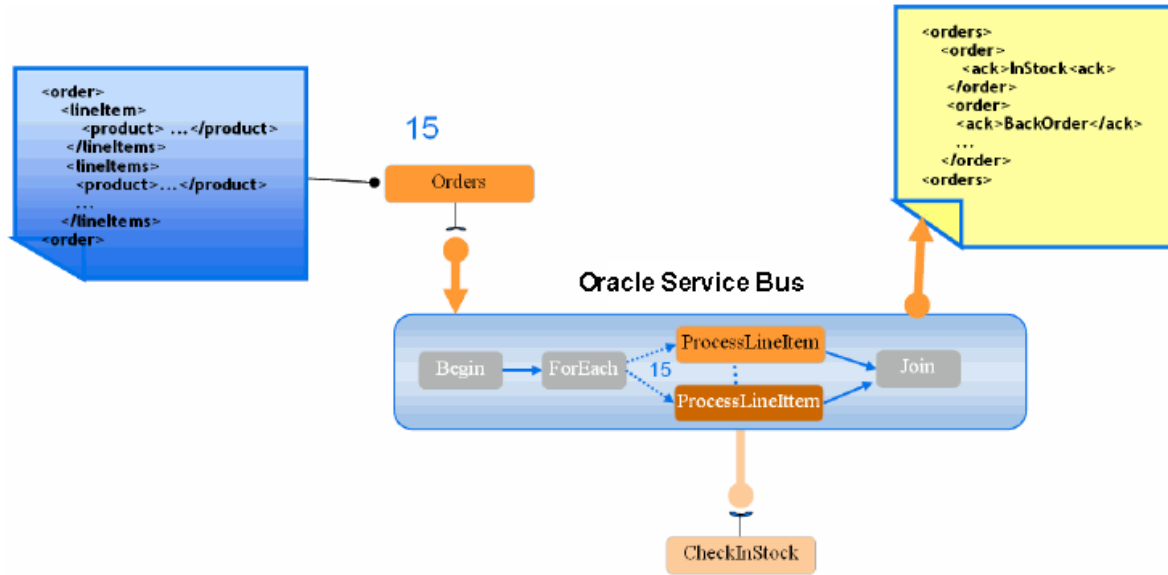 <order>
<lineItem>
<product> ...</product>
</lineItems>
<lineItems>
<product>...</product>
...
</lineItems>
<order>
15
Orders
<orders>
<order>
<ack>InStock<ack>
</order>
<order>
<ack>BackOrder</ack>
...
</order>
<orders>
Oracle Service Bus
Begin
ForEach
15
ProcessLineItem
ProcessLineIttem
Join
CheckInStock